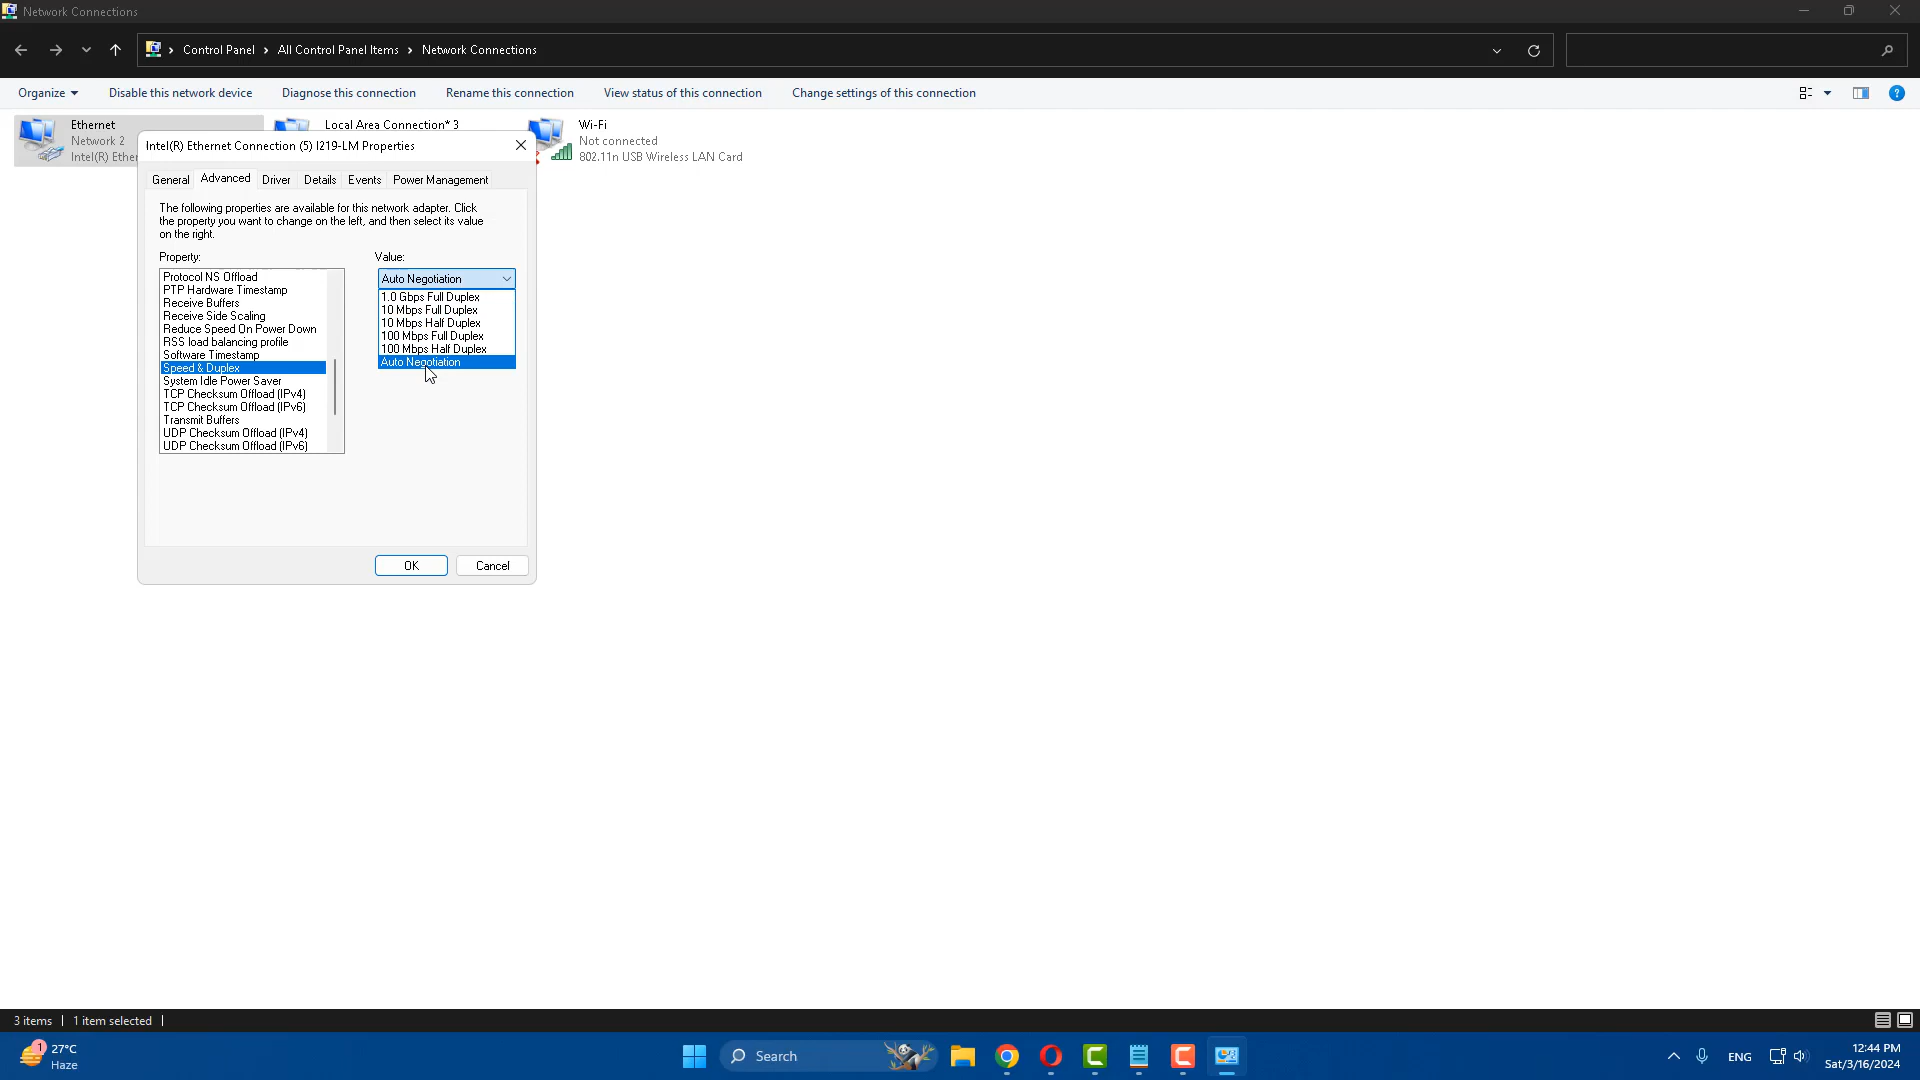 Network Connections
Control Panel > All Control Panel Items > Network Connections
Organize Disable this network device Diagnose this connection Rename this connection View status of this connection Change settings of this connection
Ethernet
Network 2
Intel(R) Ether
Local Area Connection* 3
Wi-Fi
Not connected
802.11n USB Wireless LAN Card
Intel(R) Ethernet Connection (5) I219-LM Properties
General Advanced Driver Details Events Power Management
The following properties are available for this network adapter. Click
the property you want to change on the left, and then select its value
on the right.
Property:
Protocol NS Offload
PTP Hardware Timestamp
Receive Buffers
Receive Side Scaling
Reduce Speed On Power Down
RSS load balancing profile
Software Timestamp
Speed & Duplex
System Idle Power Saver
TCP Checksum Offload (IPv4)
TCP Checksum Offload (IPv6)
Transmit Buffers
UDP Checksum Offload (IPv4)
UDP Checksum Offload (IPv6)
Value:
Auto Negotiation
1.0 Gbps Full Duplex
10 Mbps Full Duplex
10 Mbps Half Duplex
100 Mbps Full Duplex
100 Mbps Half Duplex
Auto Negotiation
OK Cancel
3 items | 1 item selected |
1
27°C
Haze
Search
ENG
12:44 PM
Sat/3/16/2024